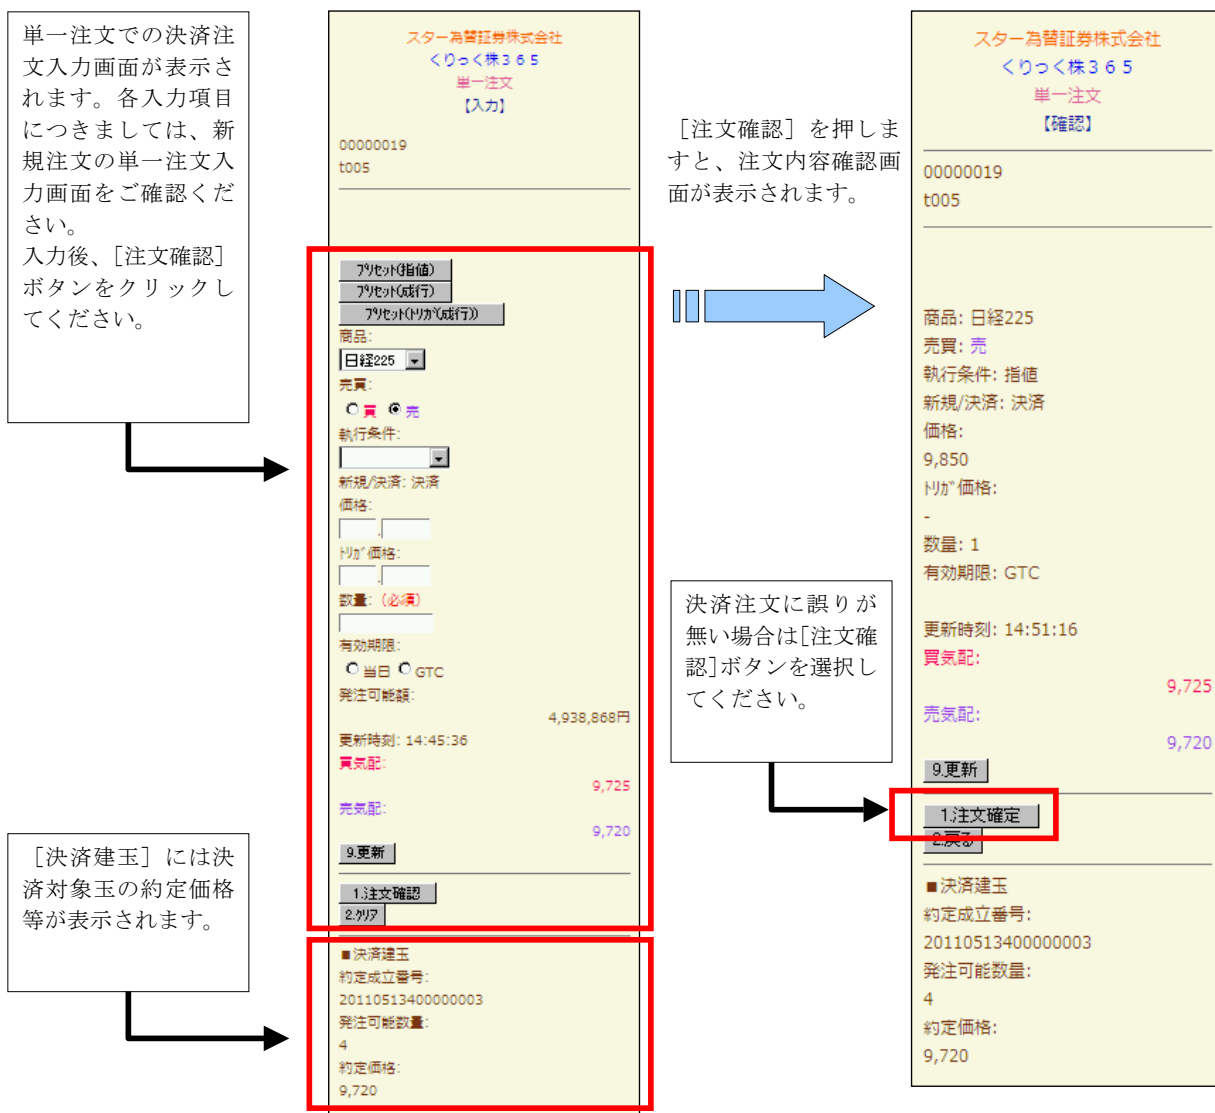 単一注文での決済注
文入力画面が表示さ
れます。各入力項目
につきましては、新
規注文の単一注文入
力画面をご確認くだ
さい。
入力後、［注文確認］
ボタンをクリックし
てください。
スター為替証券株式会社
くりっく株３６５
単一注文
【入力】
00000019
t005
ﾌﾟﾘｾｯﾄ(指値)
ﾌﾟﾘｾｯﾄ(成行)
ﾌﾟﾘｾｯﾄ(ﾄﾘｶﾞ(成行))
商品:
日経225
売買:
買 売
執行条件:
新規/決済: 決済
価格:
.
ﾄﾘｶﾞ価格:
.
数量: (必須)
有効期限:
当日 GTC
発注可能額:
4,938,868円
更新時刻: 14:45:36
買気配:
9,725
売気配:
9,720
9.更新
1.注文確認
2.ｸﾘｱ
■決済建玉
約定成立番号:
20110513400000003
発注可能数量:
4
約定価格:
9,720
［決済建玉］には決
済対象玉の約定価格
等が表示されます。
［注文確認］を押しま
すと、注文内容確認画
面が表示されます。
決済注文に誤りが
無い場合は[注文確
認]ボタンを選択し
てください。
スター為替証券株式会社
くりっく株３６５
単一注文
【確認】
00000019
t005
商品: 日経225
売買: 売
執行条件: 指値
新規/決済: 決済
価格:
9,850
ﾄﾘｶﾞ価格:
-
数量: 1
有効期限: GTC
更新時刻: 14:51:16
買気配:
9,725
売気配:
9,720
9.更新
1.注文確定
2.戻る
■決済建玉
約定成立番号:
20110513400000003
発注可能数量:
4
約定価格:
9,720